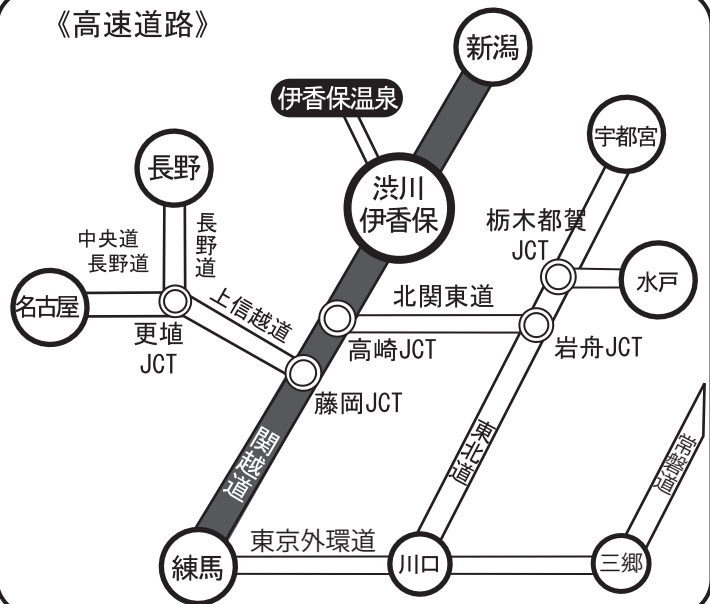 《高速道路》
新潟
伊香保温泉
宇都宮
長野
渋川
伊香保
栃木都賀
JCT
中央道
長野道
長野道
水戸
名古屋
上信越道
北関東道
更埴
JCT
高崎JCT
岩舟JCT
藤岡JCT
関越道
東北道
常磐道
東京外環道
練馬
川口
三郷